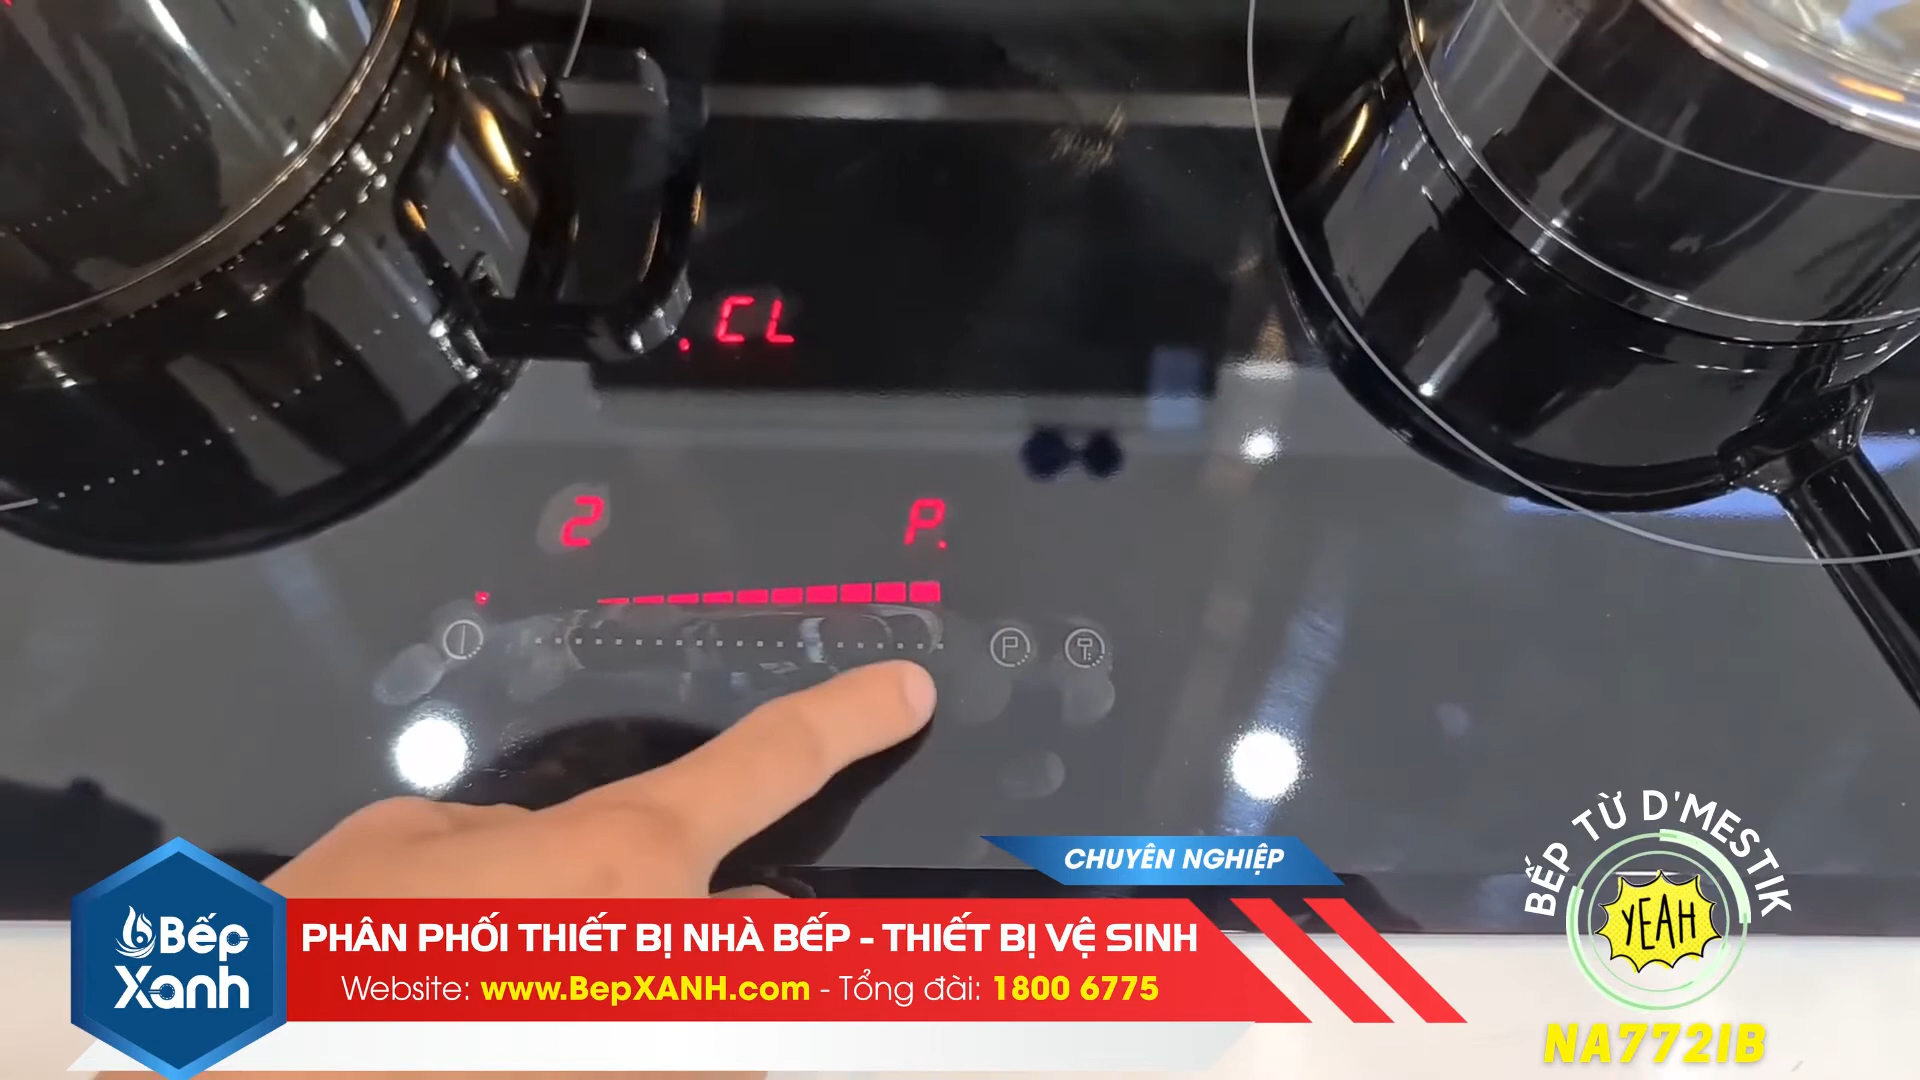 CL
2 P.
P
CHUYÊN NGHIỆP
BẾP TỪ D'MESTIK
YEAH
NA772IB
Bếp
Xanh
PHÂN PHỐI THIẾT BỊ NHÀ BẾP - THIẾT BỊ VỆ SINH
Website: www.BepXANH.com - Tổng đài: 1800 6775